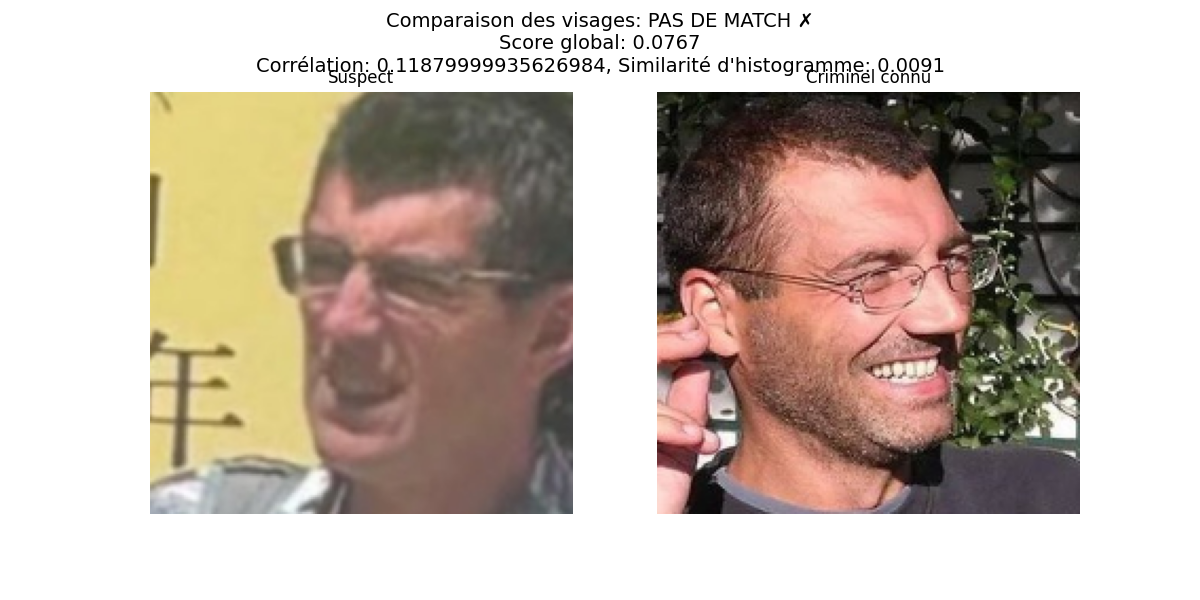 Comparaison des visages: PAS DE MATCH ✗
Score global: 0.0767
Corrélation: 0.11879999935626984, Similarité d'histogramme: 0.0091
Suspect
Criminel connu